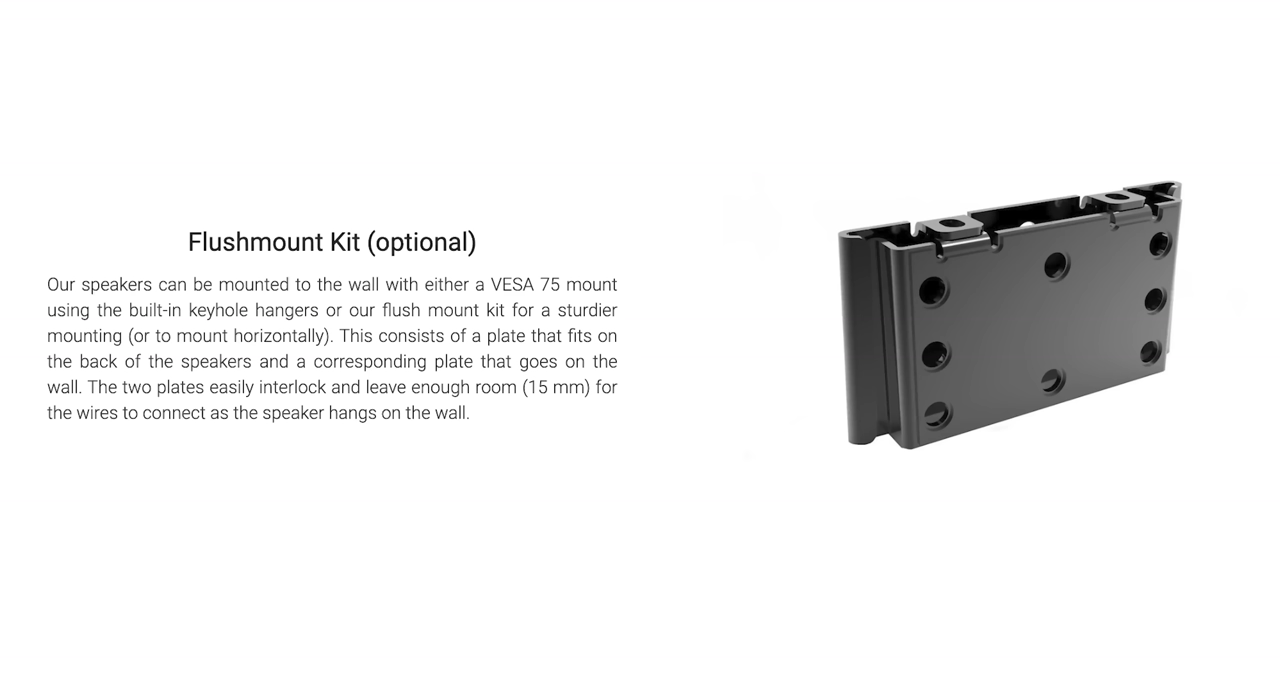 Flushmount Kit (optional)
Our speakers can be mounted to the wall with either a VESA 75 mount
using the built-in keyhole hangers or our flush mount kit for a sturdier
mounting (or to mount horizontally). This consists of a plate that fits on
the back of the speakers and a corresponding plate that goes on the
wall. The two plates easily interlock and leave enough room (15 mm) for
the wires to connect as the speaker hangs on the wall.